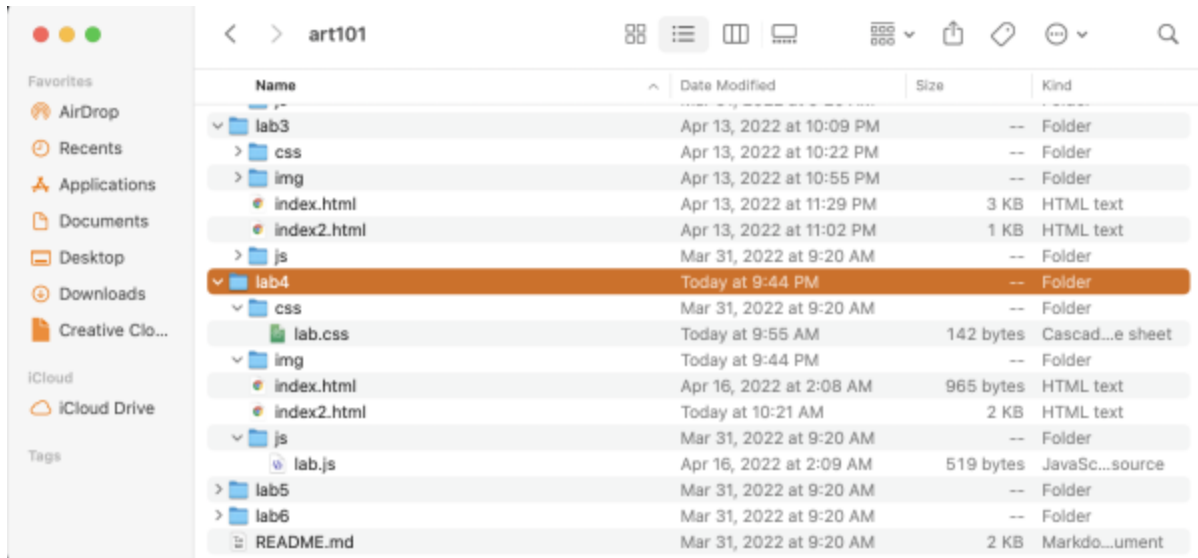 art101
Favorites
AirDrop
Recents
Applications
Documents
Desktop
Downloads
Creative Clo...
iCloud
iCloud Drive
Tags
Name Date Modified Size Kind
lab3 Apr 13, 2022 at 10:09 PM -- Folder
css Apr 13, 2022 at 10:22 PM -- Folder
img Apr 13, 2022 at 10:55 PM -- Folder
index.html Apr 13, 2022 at 11:29 PM 3 KB HTML text
index2.html Apr 13, 2022 at 11:02 PM 1 KB HTML text
js Mar 31, 2022 at 9:20 AM -- Folder
lab4 Today at 9:44 PM -- Folder
css Mar 31, 2022 at 9:20 AM -- Folder
lab.css Today at 9:55 AM 142 bytes Cascad...e sheet
img Today at 9:44 PM -- Folder
index.html Apr 16, 2022 at 2:08 AM 965 bytes HTML text
index2.html Today at 10:21 AM 2 KB HTML text
js Mar 31, 2022 at 9:20 AM -- Folder
lab.js Apr 16, 2022 at 2:09 AM 519 bytes JavaSc...source
lab5 Mar 31, 2022 at 9:20 AM -- Folder
lab6 Mar 31, 2022 at 9:20 AM -- Folder
README.md Mar 31, 2022 at 9:20 AM 2 KB Markdo...ument